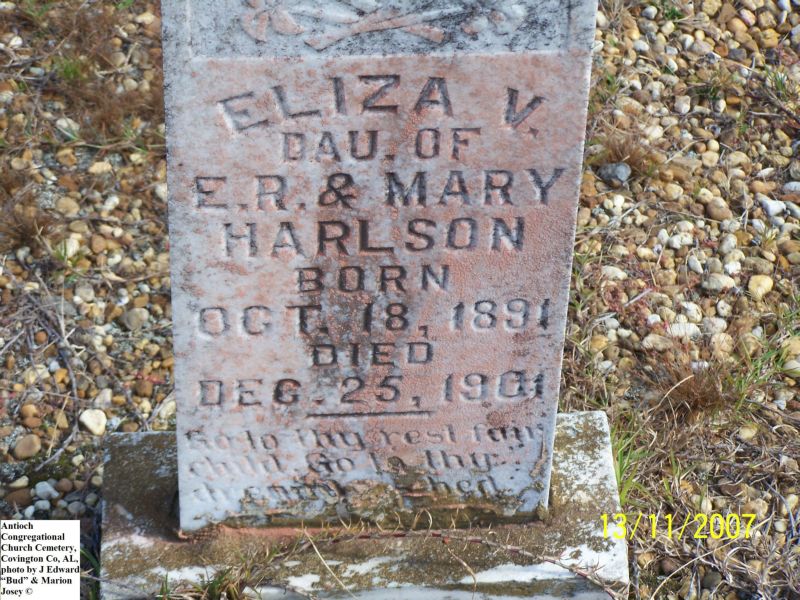 ELIZA V.
DAU. OF
E.R. & MARY
HARLSON
BORN
OCT. 18, 1891
DIED
DEC. 25, 1901
Go to thy rest fair
child, Go to thy
bed,
13/11/2007
Antioch
Congregational
Church Cemetery,
Covington Co, AL,
photo by J Edward
"Bud" & Marion
Josey ©